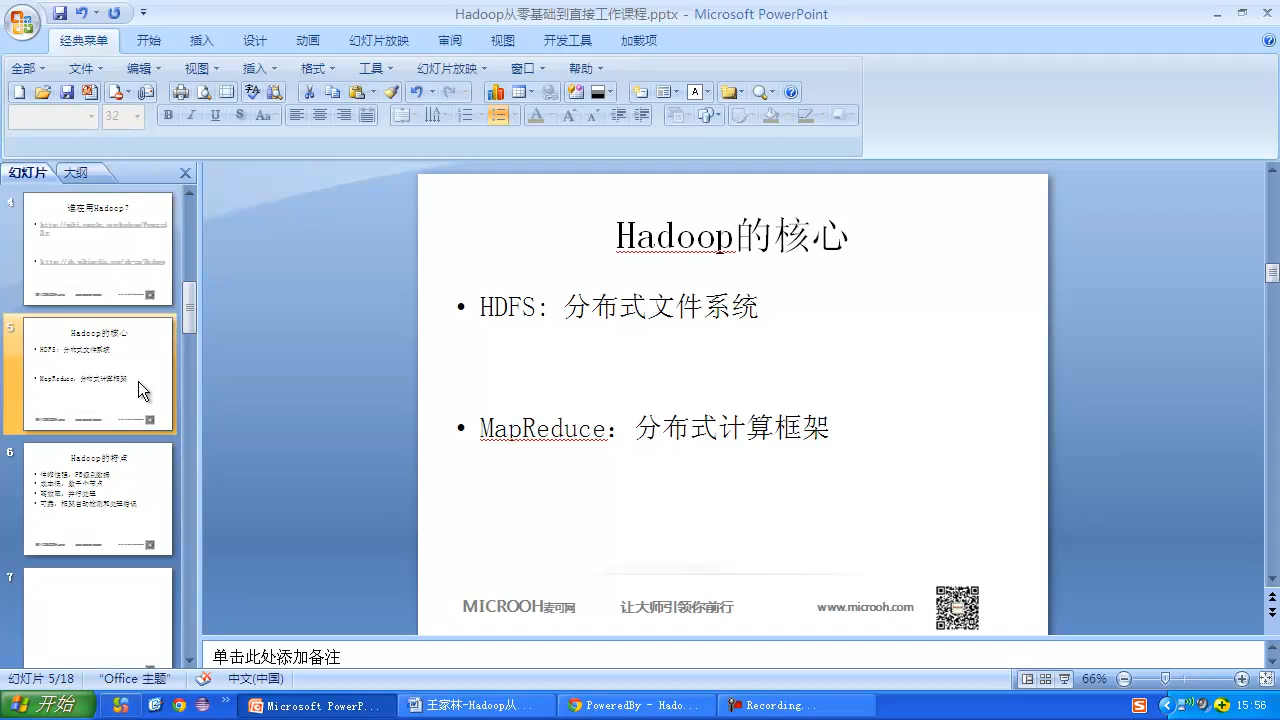 Hadoop从零基础到直接工作课程.pptx - Microsoft PowerPoint
经典菜单 开始 插入 设计 动画 幻灯片放映 审阅 视图 开发工具 加载项
全部 文件 编辑 视图 插入 格式 工具 幻灯片放映 窗口 帮助
32
幻灯片 大纲
4
谁在用Hadoop?
5
Hadoop的核心
HDFS: 分布式文件系统
MapReduce: 分布式计算框架
6
Hadoop的特点
7
Hadoop的核心
• HDFS: 分布式文件系统
• MapReduce: 分布式计算框架
MICROOH麦可网 让大师引领你前行 www.microoh.com
单击此处添加备注
幻灯片 5/18 "Office 主题" 中文(中国) 66%
开始 Microsoft PowerP... 王家林-Hadoop从... PoweredBy - Hado... Recording... 15:56